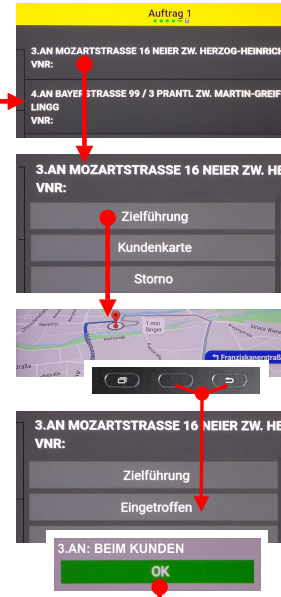 Auftrag 1
3.AN MOZARTSTRASSE 16 NEIER ZW. HERZOG-HEINRICH
VNR:
4.AN BAYERSTRASSE 99 / 3 PRANTL ZW. MARTIN-GREIF
LINGG
VNR:
3.AN MOZARTSTRASSE 16 NEIER ZW. HE
VNR:
Zielführung
Kundenkarte
Storno
1 min
länger
Innere Wiene
Franziskanerstraß
3.AN MOZARTSTRASSE 16 NEIER ZW. HE
VNR:
Zielführung
Eingetroffen
3.AN: BEIM KUNDEN
OK